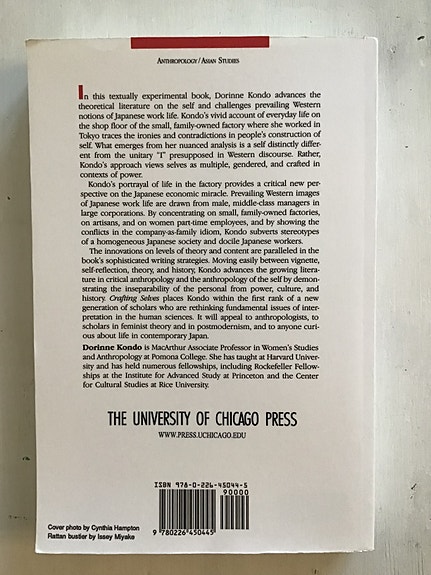 ANTHROPOLOGY/ASIAN STUDIES
In this textually experimental book, Dorinne Kondo advances the
theoretical literature on the self and challenges prevailing Western
notions of Japanese work life. Kondo's vivid account of everyday life on
the shop floor of the small, family-owned factory where she worked in
Tokyo traces the ironies and contradictions in people's construction of
self. What emerges from her nuanced analysis is a self distinctly differ-
ent from the unitary "I" presupposed in Western discourse. Rather,
Kondo's approach views selves as multiple, gendered, and crafted in
contexts of power.
Kondo's portrayal of life in the factory provides a critical new per-
spective on the Japanese economic miracle. Prevailing Western images
of Japanese work life are drawn from male, middle-class managers in
large corporations. By concentrating on small, family-owned factories,
on artisans, and on women part-time employees, and by showing the
conflicts in the company-as-family idiom, Kondo subverts stereotypes
of a homogeneous Japanese society and docile Japanese workers.
The innovations on levels of theory and content are paralleled in the
book's sophisticated writing strategies. Moving easily between vignette,
self-reflection, theory, and history, Kondo advances the growing litera-
ture in critical anthropology and the anthropology of the self by demon-
strating the inseparability of the personal from power, culture, and
history. Crafting Selves places Kondo within the first rank of a new
generation of scholars who are rethinking fundamental issues of inter-
pretation in the human sciences. It will appeal to anthropologists, to
scholars in feminist theory and in postmodernism, and to anyone curi-
ous about life in contemporary Japan.
Dorinne Kondo is MacArthur Associate Professor in Women's Studies
and Anthropology at Pomona College. She has taught at Harvard Univer-
sity and has held numerous fellowships, including Rockefeller Fellow-
ships at the Institute for Advanced Study at Princeton and the Center
for Cultural Studies at Rice University.
THE UNIVERSITY OF CHICAGO PRESS
WWW.PRESS.UCHICAGO.EDU
ISBN 978-0-226-45044-5
90000
9 780226 450445
Cover photo by Cynthia Hampton
Rattan bustier by Issey Miyake